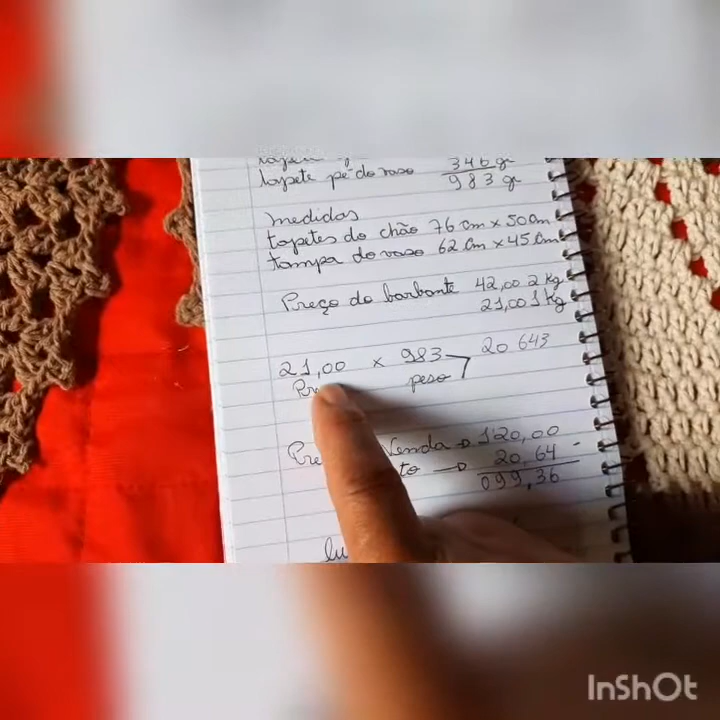 tapete pé do vaso 346 gr
983 gr
medidas
tapetes do chão 76 cm x 50 cm
tampa do vaso 62 cm x 45 cm
Preço do barbante 42,00 2 Kg
21,00 1 Kg
21,00 x 983 20 643
peso
Venda → 120,00
to → 20,64 -
099,36
lu
InShOt